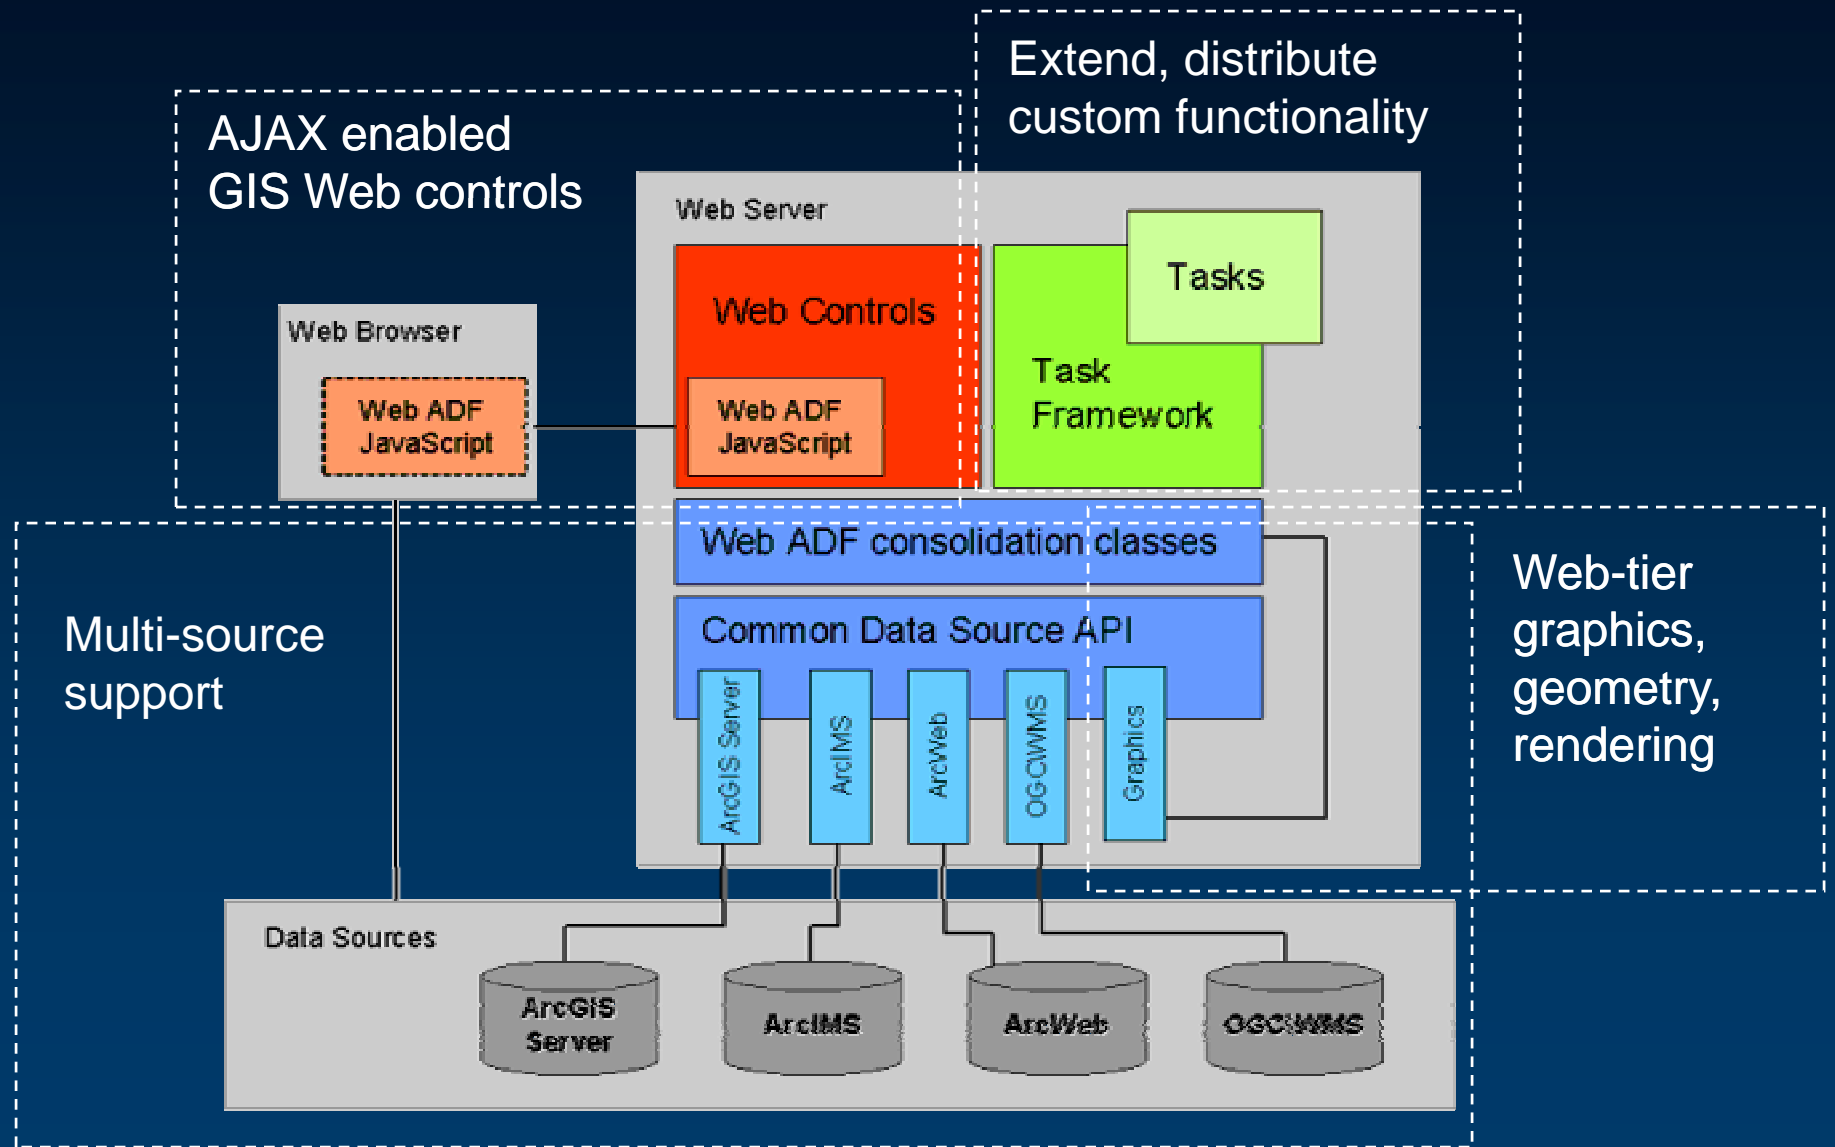 Extend, distribute
custom functionality
AJAX enabled
GIS Web controls
Web Server
Tasks
Web Controls
Web Browser
Task
Framework
Web ADF
JavaScript
Web ADF
JavaScript
Web ADF consolidation classes
Web-tier
graphics,
geometry,
rendering
Multi-source
support
Common Data Source API
ArcGIS Server
ArcIMS
ArcWeb
OGC\WMS
Graphics
Data Sources
ArcGIS
Server
ArcIMS
ArcWeb
OGC\WMS